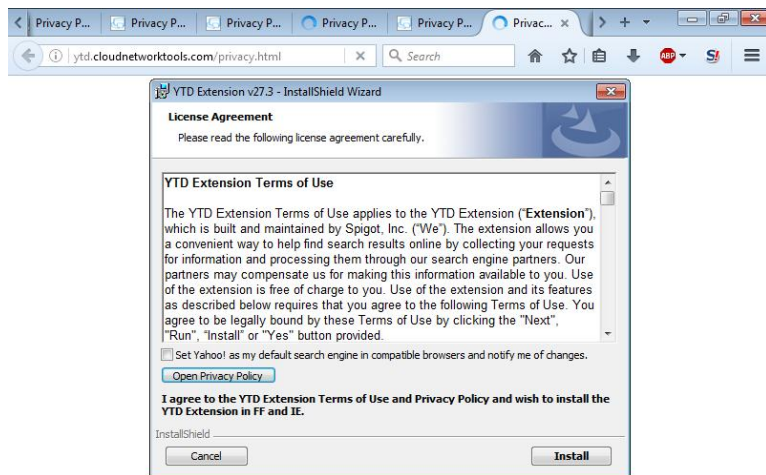 Privacy P...
Privacy P...
Privacy P...
Privacy P...
Privacy P...
Privac...
ytd.cloudnetworktools.com/privacy.html
Search
ABP
S!
YTD Extension v27.3 - InstallShield Wizard
License Agreement
Please read the following license agreement carefully.
YTD Extension Terms of Use
The YTD Extension Terms of Use applies to the YTD Extension (“Extension”),
which is built and maintained by Spigot, Inc. (“We”). The extension allows you
a convenient way to help find search results online by collecting your requests
for information and processing them through our search engine partners. Our
partners may compensate us for making this information available to you. Use
of the extension is free of charge to you. Use of the extension and its features
as described below requires that you agree to the following Terms of Use. You
agree to be legally bound by these Terms of Use by clicking the "Next",
"Run", “Install” or "Yes" button provided.
Set Yahoo! as my default search engine in compatible browsers and notify me of changes.
Open Privacy Policy
I agree to the YTD Extension Terms of Use and Privacy Policy and wish to install the
YTD Extension in FF and IE.
InstallShield
Cancel
Install